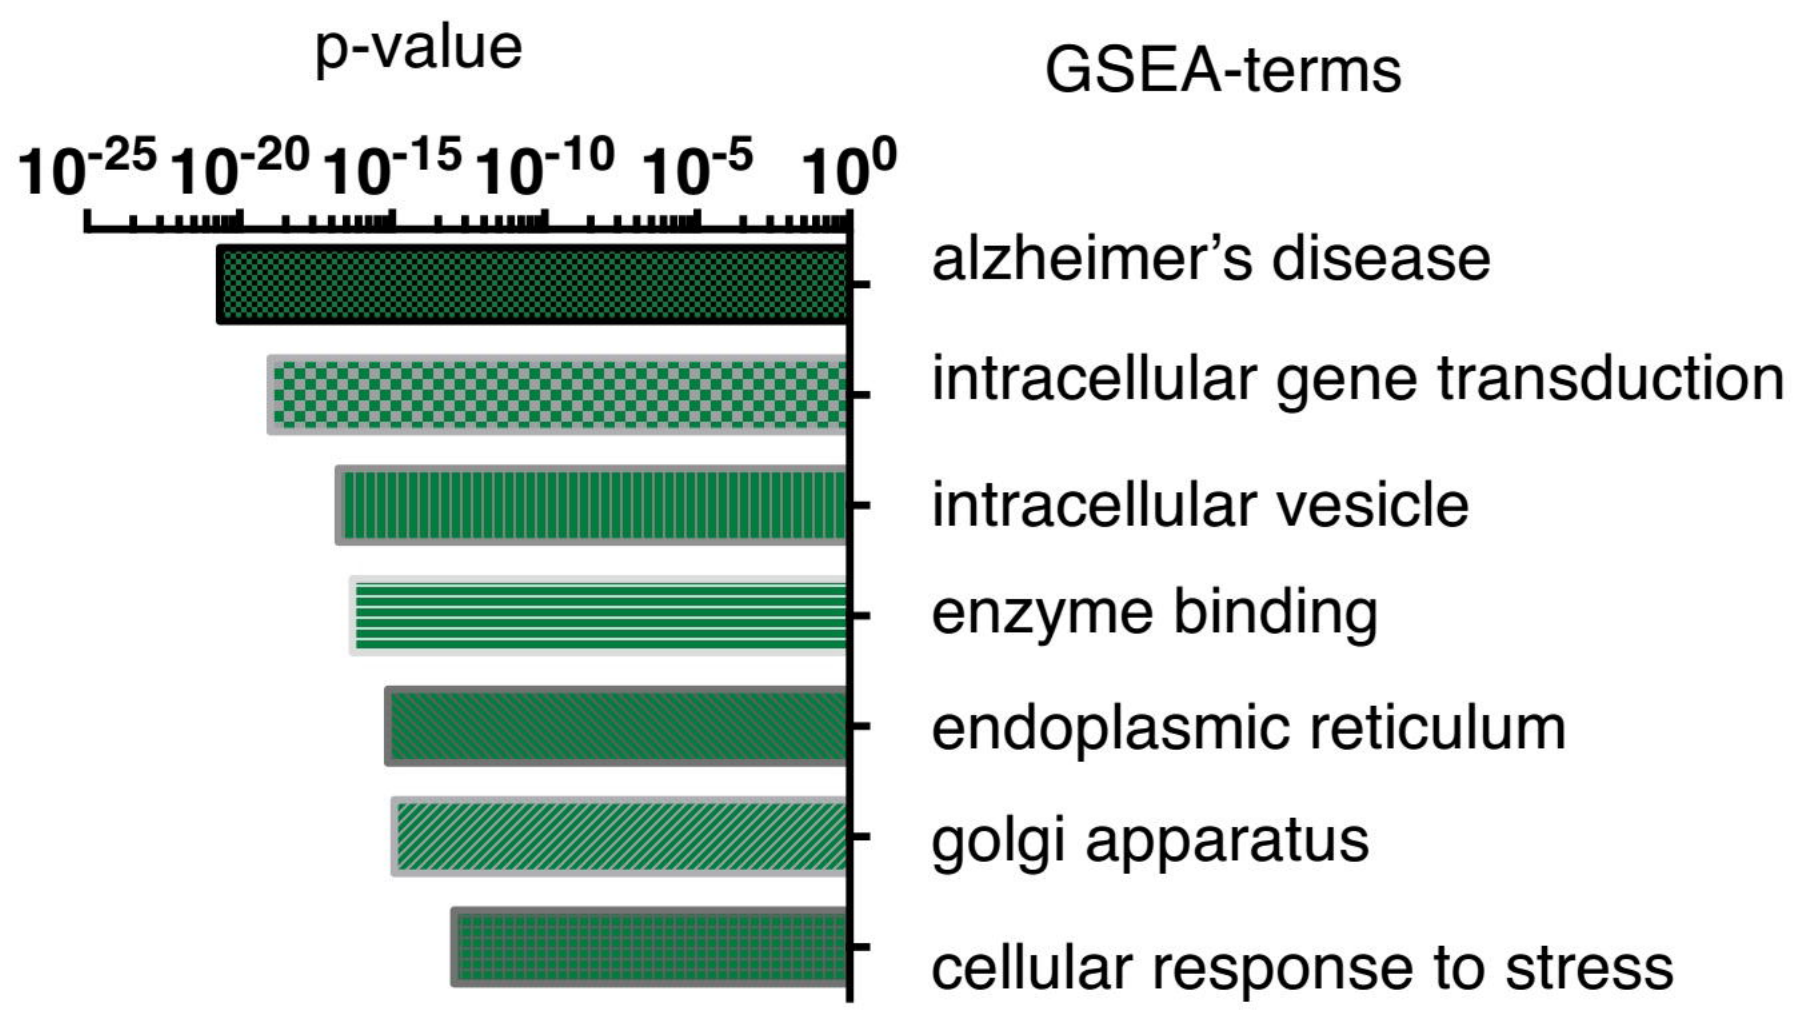 p-value
GSEA-terms
10⁻²⁵ 10⁻²⁰ 10⁻¹⁵ 10⁻¹⁰ 10⁻⁵ 10⁰
alzheimer’s disease
intracellular gene transduction
intracellular vesicle
enzyme binding
endoplasmic reticulum
golgi apparatus
cellular response to stress